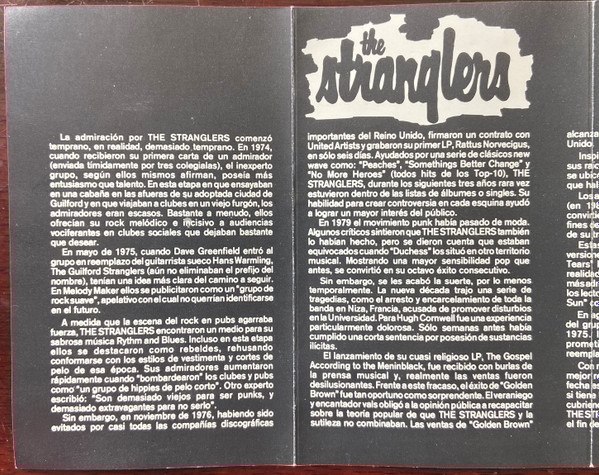 the
stranglers
La admiración por THE STRANGLERS comenzó
temprano, en realidad, demasiado temprano. En 1974,
cuando recibieron su primera carta de un admirador
(enviada tímidamente por tres colegiales), el inexperto
grupo, según ellos mismos afirman, poseía más
entusiasmo que talento. En esta etapa en que ensayaban
en una cabaña en las afueras de su adoptada ciudad de
Guilford y en que viajaban a clubes en un viejo furgón, los
admiradores eran escasos. Bastante a menudo, ellos
ofrecían su rock melódico e incisivo a audiencias
vociferantes en clubes sociales que dejaban bastante
que desear.
En mayo de 1975, cuando Dave Greenfield entró al
grupo en reemplazo del guitarrista sueco Hans Warmling,
The Guilford Stranglers (aún no eliminaban el prefijo del
nombre), tenían una idea más clara del camino a seguir.
En Melody Maker ellos se publicitaron como un "grupo de
rock suave", apelativo con el cual no querrían identificarse
en el futuro.
A medida que la escena del rock en pubs agarraba
fuerza, THE STRANGLERS encontraron un medio para su
sabrosa música Rythm and Blues. Incluso en esta etapa
ellos se destacaron como rebeldes, rehusando
conformarse con los estilos de vestimenta y cortes de
pelo de esa época. Sus admiradores aumentaron
rápidamente cuando "bombardearon" los clubes y pubs
como "un grupo de hippies de pelo corto". Otro experto
escribió: "Son demasiado viejos para ser punks, y
demasiado extravagantes para no serlo".
Sin embargo, en noviembre de 1976, habiendo sido
evitados por casi todas las compañías discográficas
importantes del Reino Unido, firmaron un contrato con
United Artists y grabaron su primer LP, Rattus Norvecigus,
en sólo seis días. Ayudados por una serie de clásicos new
wave como: "Peaches", "Somethings Better Change" y
"No More Heroes" (todos hits de los Top-10), THE
STRANGLERS, durante los siguientes tres años rara vez
estuvieron dentro de las listas de álbumes o singles. Su
habilidad para crear controversia en cada esquina ayudó
a lograr un mayor interés del público.
En 1979 el movimiento punk había pasado de moda.
Algunos críticos sintieron que THE STRANGLERS también
lo habían hecho, pero se dieron cuenta que estaban
equivocados cuando "Duchess" los situó en otro territorio
musical. Mostrando una mayor sensibilidad pop que
antes, se convirtió en su octavo éxito consecutivo.
Sin embargo, se les acabó la suerte, por lo menos
temporalmente. La nueva década trajo una serie de
tragedias, como el arresto y encarcelamiento de toda la
banda en Niza, Francia, acusada de promover disturbios
en la Universidad. Para Hugh Cornwell fue una experiencia
particularmente dolorosa. Sólo semanas antes había
cumplido una corta sentencia por posesión de sustancias
ilícitas.
El lanzamiento de su cuasi religioso LP, The Gospel
According to the Meninblack, fue recibido con burlas de
la prensa musical y, realmente las ventas fueron
desilusionantes. Frente a este fracaso, el éxito de "Golden
Brown" fue tan oportuno como sorprendente. El veraniego
y encantador vals obligó a la opinión pública a recapacitar
sobre la teoría popular de que THE STRANGLERS y la
sutileza no combinaban. Las ventas de "Golden Brown"